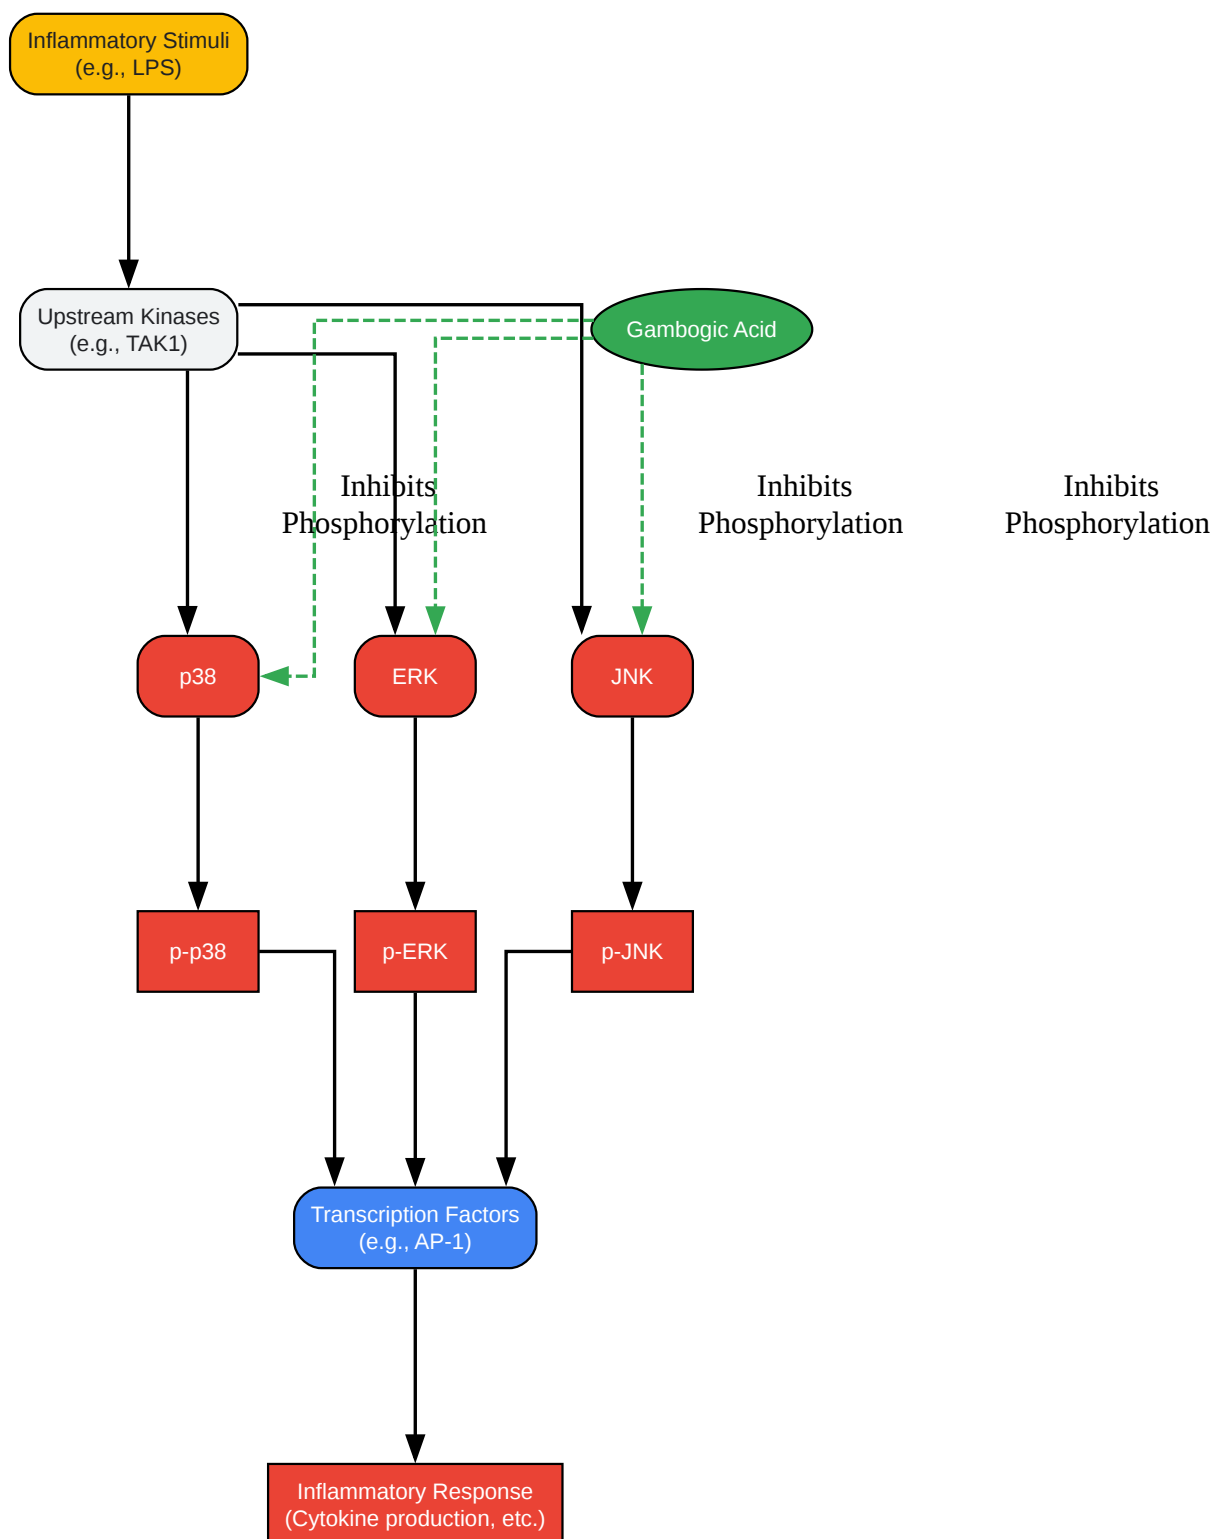 Inflammatory Stimuli
(e.g., LPS)
Upstream Kinases
(e.g., TAK1)
Gambogic Acid
Inhibits
Phosphorylation
Inhibits
Phosphorylation
Inhibits
Phosphorylation
p38
ERK
JNK
p-p38
p-ERK
p-JNK
Transcription Factors
(e.g., AP-1)
Inflammatory Response
(Cytokine production, etc.)